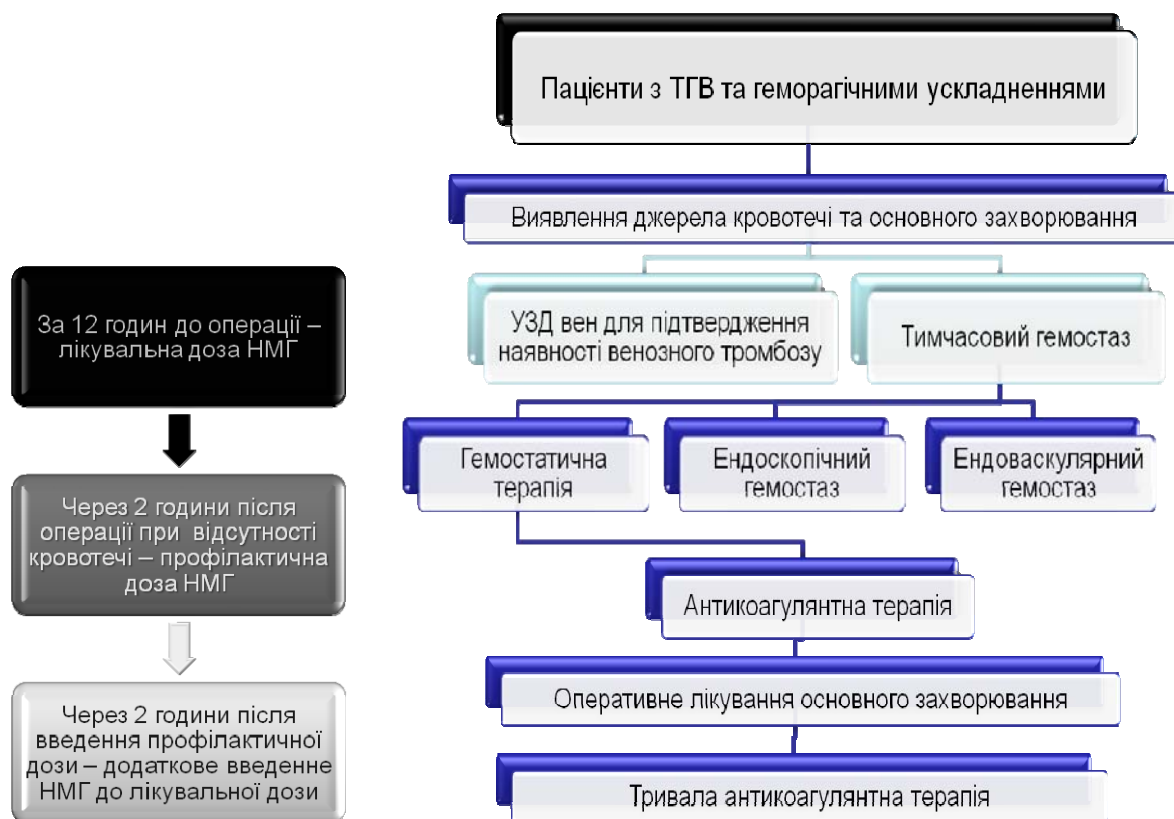 Пацієнти з ТГВ та геморагічними ускладненнями
Виявлення джерела кровотечі та основного захворювання
УЗД вен для підтвердження
наявності венозного тромбозу
Тимчасовий гемостаз
Гемостатична
терапія
Ендоскопічний
гемостаз
Ендоваскулярний
гемостаз
Антикоагулянтна терапія
Оперативне лікування основного захворювання
Тривала антикоагулянтна терапія
За 12 годин до операції –
лікувальна доза НМГ
Через 2 години після
операції при відсутності
кровотечі – профілактична
доза НМГ
Через 2 години після
введення профілактичної
дози – додаткове введенне
НМГ до лікувальної дози